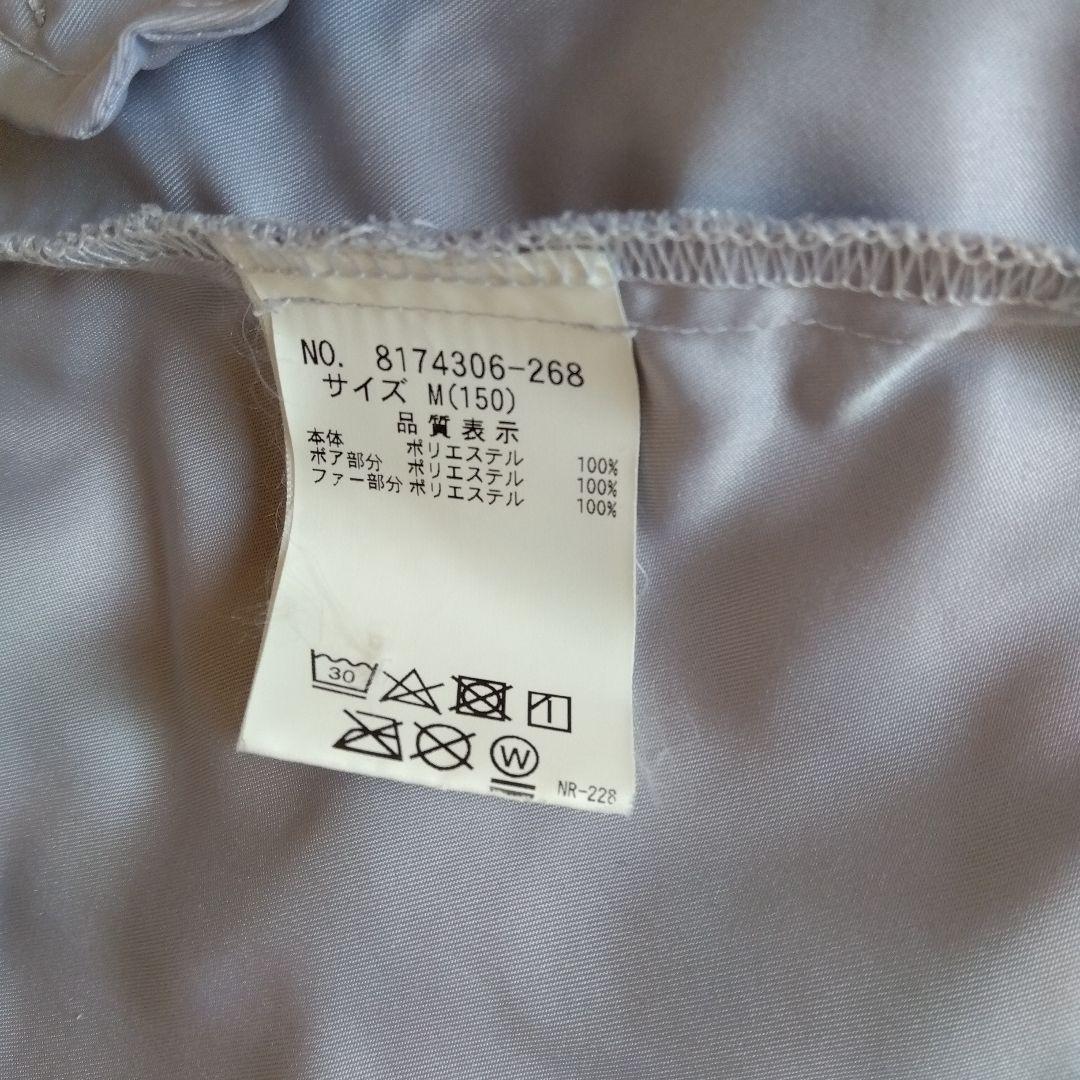 NO. 8174306-268
サイズ M(150)
品質表示
本体 ポリエステル 100%
ボア部分 ポリエステル 100%
ファー部分 ポリエステル 100%
30
W
NR-228